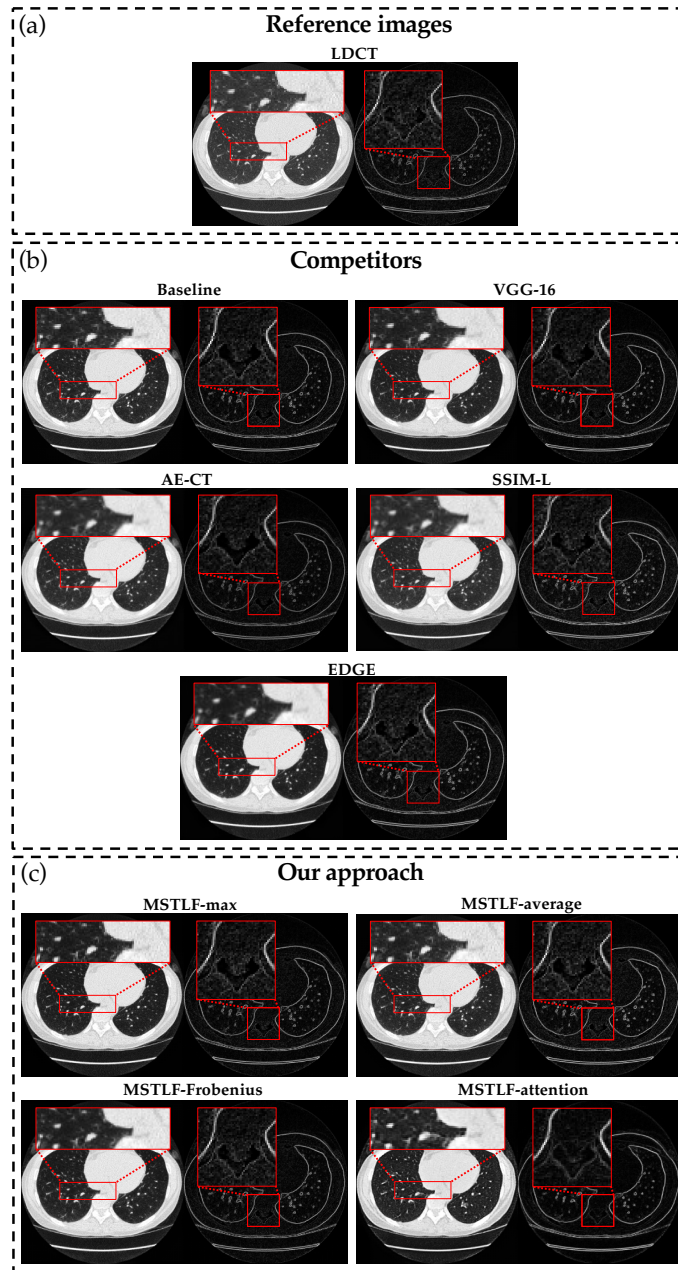 (a)
Reference images
LDCT
(b)
Competitors
Baseline
VGG-16
AE-CT
SSIM-L
EDGE
(c)
Our approach
MSTLF-max
MSTLF-average
MSTLF-Frobenius
MSTLF-attention